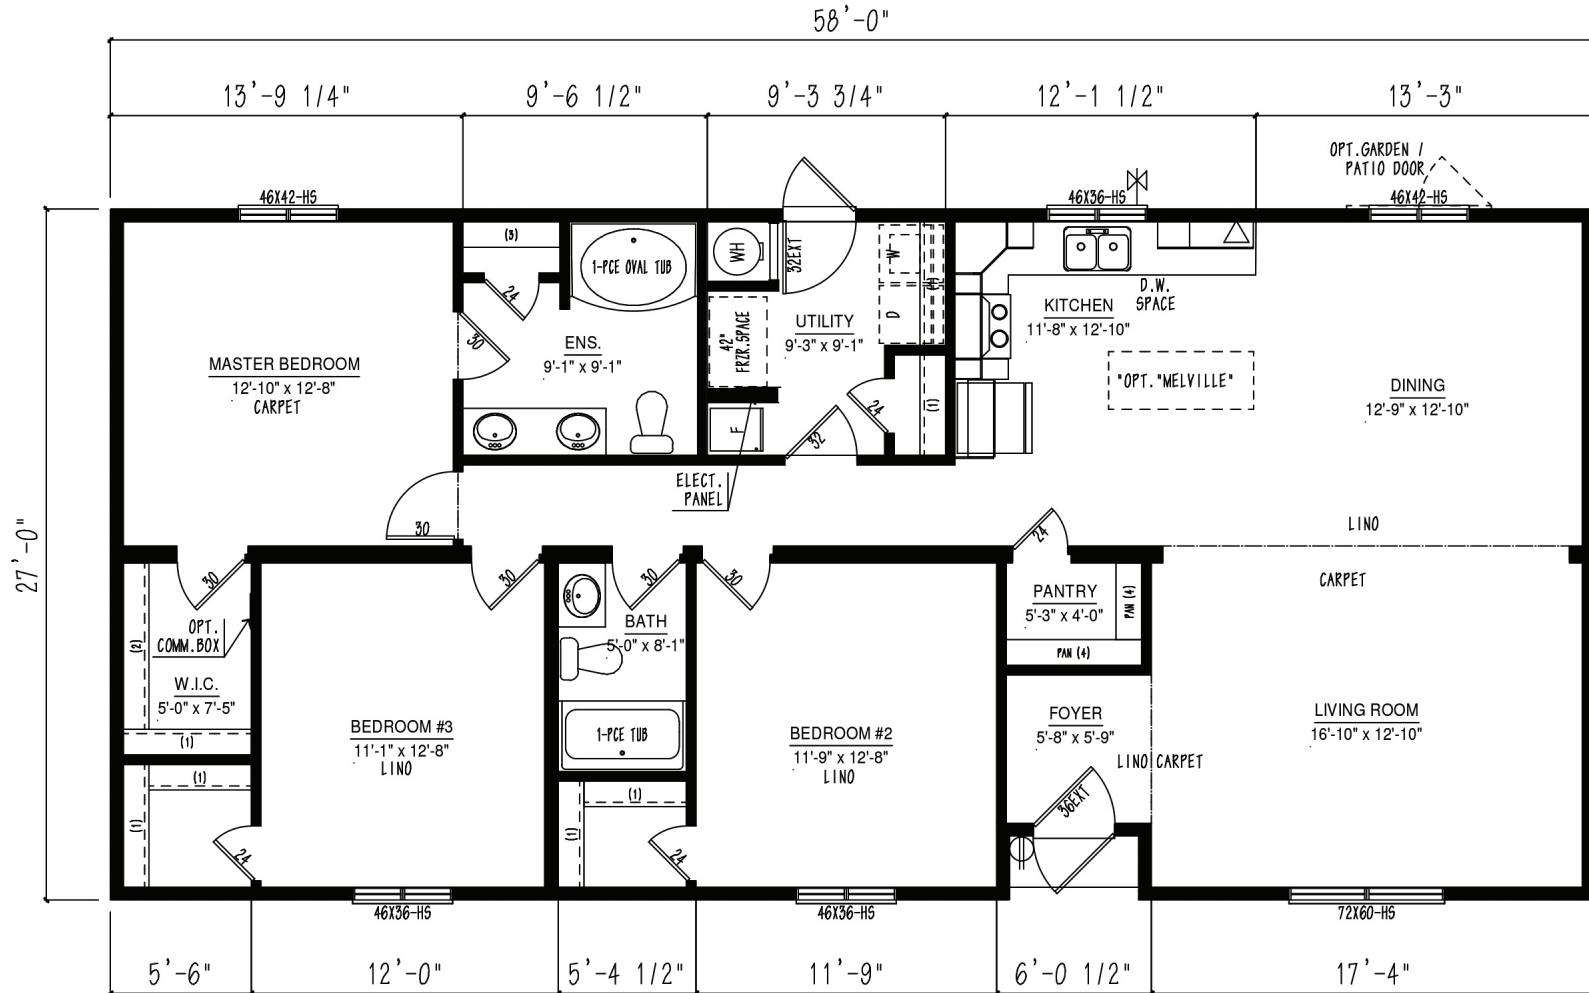 58'-0"
13'-9 1/4"
9'-6 1/2"
9'-3 3/4"
12'-1 1/2"
13'-3"
OPT.GARDEN /
PATIO DOOR
46X42-HS
46X36-HS
46X42-HS
(3)
1-PCE OVAL TUB
WH
32EXT
W
(1)
D
D.W.
SPACE
24
30
ENS.
9'-1" x 9'-1"
42"
FRZR.SPACE
UTILITY
9'-3" x 9'-1"
KITCHEN
11'-8" x 12'-10"
MASTER BEDROOM
12'-10" x 12'-8"
CARPET
"OPT."MELVILLE"
DINING
12'-9" x 12'-10"
F
32
24
(1)
ELECT.
PANEL
30
24
LINO
27'-0"
30
30
30
30
CARPET
OPT.
COMM.BOX
(2)
W.I.C.
5'-0" x 7'-5"
(1)
BATH
5'-0" x 8'-1"
PANTRY
5'-3" x 4'-0"
PAN (4)
PAN (4)
BEDROOM #3
11'-1" x 12'-8"
LINO
1-PCE TUB
BEDROOM #2
11'-9" x 12'-8"
LINO
FOYER
5'-8" x 5'-9"
LIVING ROOM
16'-10" x 12'-10"
LINO
CARPET
(1)
(1)
24
(1)
(1)
24
36EXT
46X36-HS
46X36-HS
72X60-HS
5'-6"
12'-0"
5'-4 1/2"
11'-9"
6'-0 1/2"
17'-4"